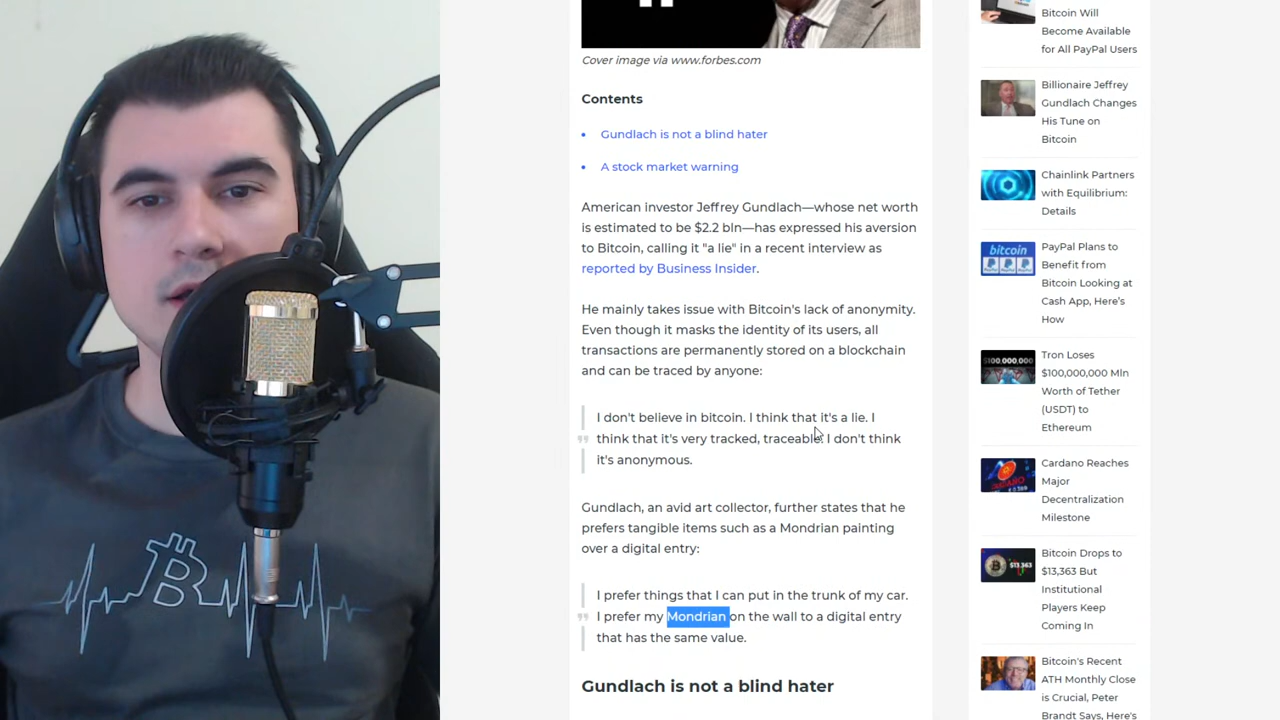 Cover image via www.forbes.com
Contents
Gundlach is not a blind hater
A stock market warning
American investor Jeffrey Gundlach—whose net worth
is estimated to be $2.2 bln—has expressed his aversion
to Bitcoin, calling it "a lie" in a recent interview as
reported by Business Insider.
He mainly takes issue with Bitcoin's lack of anonymity.
Even though it masks the identity of its users, all
transactions are permanently stored on a blockchain
and can be traced by anyone:
I don't believe in bitcoin. I think that it's a lie. I
think that it's very tracked, traceable. I don't think
it's anonymous.
Gundlach, an avid art collector, further states that he
prefers tangible items such as a Mondrian painting
over a digital entry:
I prefer things that I can put in the trunk of my car.
I prefer my Mondrian on the wall to a digital entry
that has the same value.
Gundlach is not a blind hater
Bitcoin Will
Become Available
for All PayPal Users
Billionaire Jeffrey
Gundlach Changes
His Tune on
Bitcoin
Chainlink Partners
with Equilibrium:
Details
bitcoin
PayPal Plans to
Benefit from
Bitcoin Looking at
Cash App, Here's
How
$100,000,000
Tron Loses
$100,000,000 Mln
Worth of Tether
(USDT) to
Ethereum
Cardano Reaches
Major
Decentralization
Milestone
$13,363
Bitcoin Drops to
$13,363 But
Institutional
Players Keep
Coming In
Bitcoin's Recent
ATH Monthly Close
is Crucial, Peter
Brandt Says, Here's